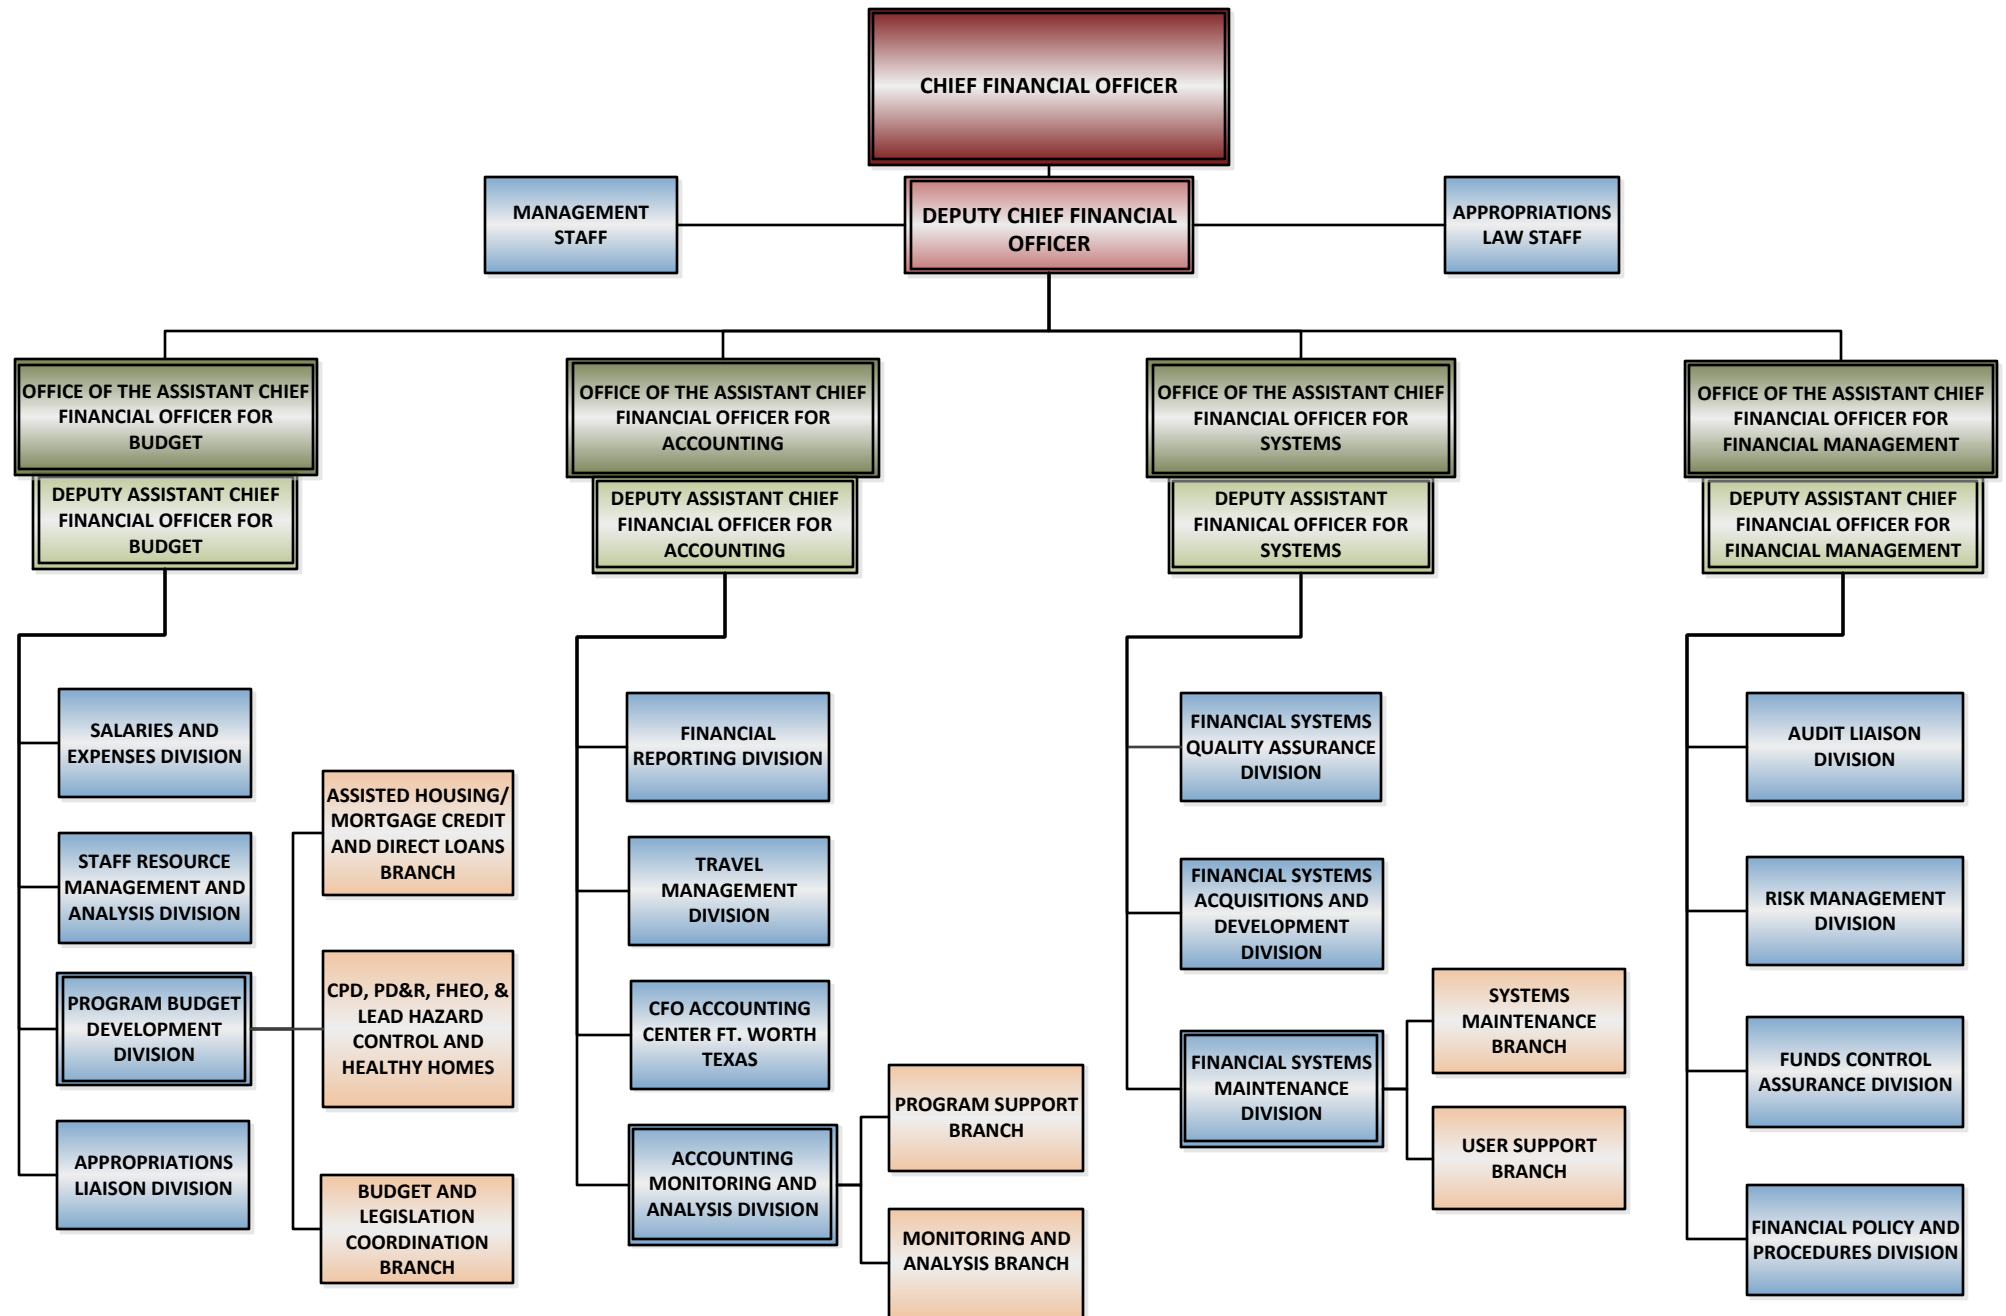 CHIEF FINANCIAL OFFICER
MANAGEMENT
STAFF
DEPUTY CHIEF FINANCIAL
OFFICER
APPROPRIATIONS
LAW STAFF
OFFICE OF THE ASSISTANT CHIEF
FINANCIAL OFFICER FOR
BUDGET
DEPUTY ASSISTANT CHIEF
FINANCIAL OFFICER FOR
BUDGET
SALARIES AND
EXPENSES DIVISION
STAFF RESOURCE
MANAGEMENT AND
ANALYSIS DIVISION
PROGRAM BUDGET
DEVELOPMENT
DIVISION
APPROPRIATIONS
LIAISON DIVISION
ASSISTED HOUSING/
MORTGAGE CREDIT
AND DIRECT LOANS
BRANCH
CPD, PD&R, FHEO, &
LEAD HAZARD
CONTROL AND
HEALTHY HOMES
BUDGET AND
LEGISLATION
COORDINATION
BRANCH
OFFICE OF THE ASSISTANT CHIEF
FINANCIAL OFFICER FOR
ACCOUNTING
DEPUTY ASSISTANT CHIEF
FINANCIAL OFFICER FOR
ACCOUNTING
FINANCIAL
REPORTING DIVISION
TRAVEL
MANAGEMENT
DIVISION
CFO ACCOUNTING
CENTER FT. WORTH
TEXAS
ACCOUNTING
MONITORING AND
ANALYSIS DIVISION
PROGRAM SUPPORT
BRANCH
MONITORING AND
ANALYSIS BRANCH
OFFICE OF THE ASSISTANT CHIEF
FINANCIAL OFFICER FOR
SYSTEMS
DEPUTY ASSISTANT
FINANICAL OFFICER FOR
SYSTEMS
FINANCIAL SYSTEMS
QUALITY ASSURANCE
DIVISION
FINANCIAL SYSTEMS
ACQUISITIONS AND
DEVELOPMENT
DIVISION
FINANCIAL SYSTEMS
MAINTENANCE
DIVISION
SYSTEMS
MAINTENANCE
BRANCH
USER SUPPORT
BRANCH
OFFICE OF THE ASSISTANT CHIEF
FINANCIAL OFFICER FOR
FINANCIAL MANAGEMENT
DEPUTY ASSISTANT CHIEF
FINANCIAL OFFICER FOR
FINANCIAL MANAGEMENT
AUDIT LIAISON
DIVISION
RISK MANAGEMENT
DIVISION
FUNDS CONTROL
ASSURANCE DIVISION
FINANCIAL POLICY AND
PROCEDURES DIVISION